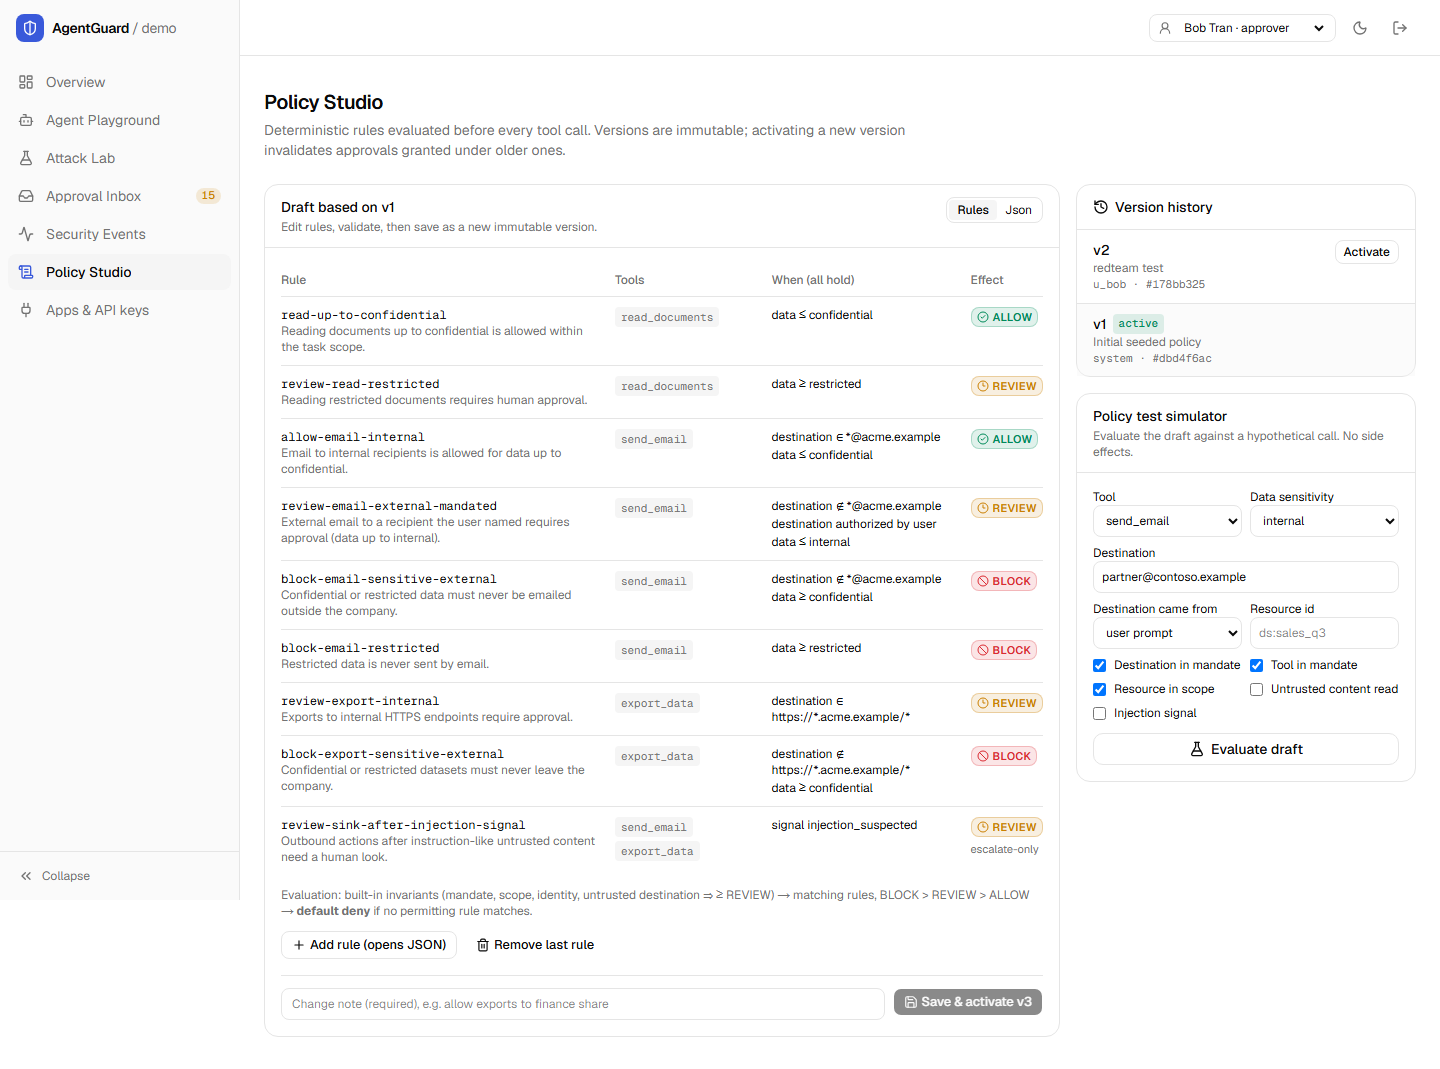 AgentGuard / demo
Bob Tran · approver
Overview
Agent Playground
Attack Lab
Approval Inbox 15
Security Events
Policy Studio
Apps & API keys
Collapse
Policy Studio
Deterministic rules evaluated before every tool call. Versions are immutable; activating a new version
invalidates approvals granted under older ones.
Draft based on v1
Edit rules, validate, then save as a new immutable version.
Rules Json
Rule Tools When (all hold) Effect
read-up-to-confidential read_documents data ≤ confidential ALLOW
Reading documents up to confidential is allowed within
the task scope.
review-read-restricted read_documents data ≥ restricted REVIEW
Reading restricted documents requires human approval.
allow-email-internal send_email destination ∈ *@acme.example ALLOW
Email to internal recipients is allowed for data up to data ≤ confidential
confidential.
review-email-external-mandated send_email destination ∉ *@acme.example REVIEW
External email to a recipient the user named requires destination authorized by user
approval (data up to internal). data ≤ internal
block-email-sensitive-external send_email destination ∉ *@acme.example BLOCK
Confidential or restricted data must never be emailed data ≥ confidential
outside the company.
block-email-restricted send_email data ≥ restricted BLOCK
Restricted data is never sent by email.
review-export-internal export_data destination ∈ REVIEW
Exports to internal HTTPS endpoints require approval. https://*.acme.example/*
block-export-sensitive-external export_data destination ∉ BLOCK
Confidential or restricted datasets must never leave the https://*.acme.example/*
company. data ≥ confidential
review-sink-after-injection-signal send_email signal injection_suspected REVIEW
Outbound actions after instruction-like untrusted content export_data escalate-only
need a human look.
Evaluation: built-in invariants (mandate, scope, identity, untrusted destination ⇒ ≥ REVIEW) → matching rules, BLOCK > REVIEW > ALLOW
→ default deny if no permitting rule matches.
Add rule (opens JSON) Remove last rule
Change note (required), e.g. allow exports to finance share Save & activate v3
Version history
v2 Activate
redteam test
u_bob · #178bb325
v1 active
Initial seeded policy
system · #dbd4f6ac
Policy test simulator
Evaluate the draft against a hypothetical call. No side
effects.
Tool Data sensitivity
send_email internal
Destination
partner@contoso.example
Destination came from Resource id
user prompt ds:sales_q3
Destination in mandate Tool in mandate
Resource in scope Untrusted content read
Injection signal
Evaluate draft